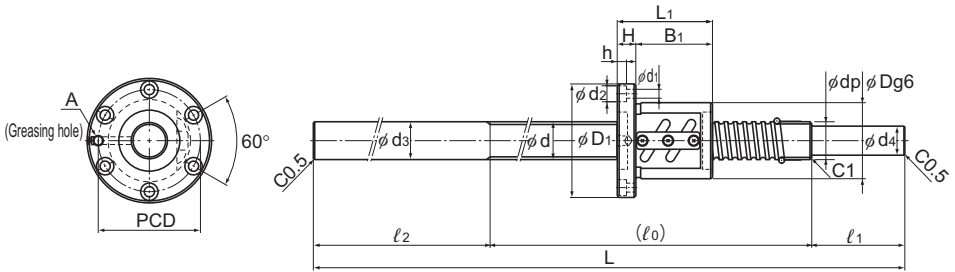 A
(Greasing hole)
60°
PCD
L1
H
B1
h
φd1
φd2
φdp
φDg6
φd3
φd
φD1
φd4
C0.5
C1
C0.5
ℓ2
(ℓ0)
ℓ1
L